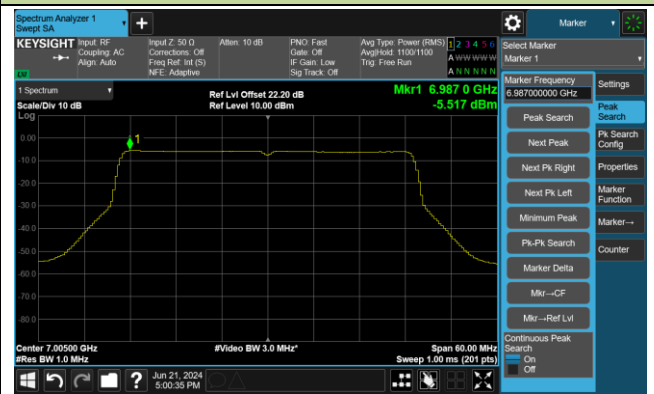 Spectrum Analyzer 1
Swept SA
Marker
KEYSIGHT
Input: RF
Coupling: AC
Align: Auto
Input Z: 50 Ω
Corrections: Off
Freq Ref: Int (S)
NFE: Adaptive
Atten: 10 dB
PNO: Fast
Gate: Off
IF Gain: Low
Sig Track: Off
Avg Type: Power (RMS)
Avg|Hold: 1100/1100
Trig: Free Run
1 2 3 4 5 6
A W W W W W
A N N N N N
Select Marker
Marker 1
LXI
1 Spectrum
Scale/Div 10 dB
Log
Ref Lvl Offset 22.20 dB
Ref Level 10.00 dBm
Mkr1 6.987 0 GHz
-5.517 dBm
1
0.00
-10.0
-20.0
-30.0
-40.0
-50.0
-60.0
-70.0
-80.0
Center 7.00500 GHz
#Res BW 1.0 MHz
#Video BW 3.0 MHz*
Span 60.00 MHz
Sweep 1.00 ms (201 pts)
Marker Frequency
6.987000000 GHz
Peak Search
Next Peak
Next Pk Right
Next Pk Left
Minimum Peak
Pk-Pk Search
Marker Delta
Mkr→CF
Mkr→Ref Lvl
Continuous Peak
Search
On
Off
Settings
Peak
Search
Pk Search
Config
Properties
Marker
Function
Marker→
Counter
Jun 21, 2024
5:00:35 PM